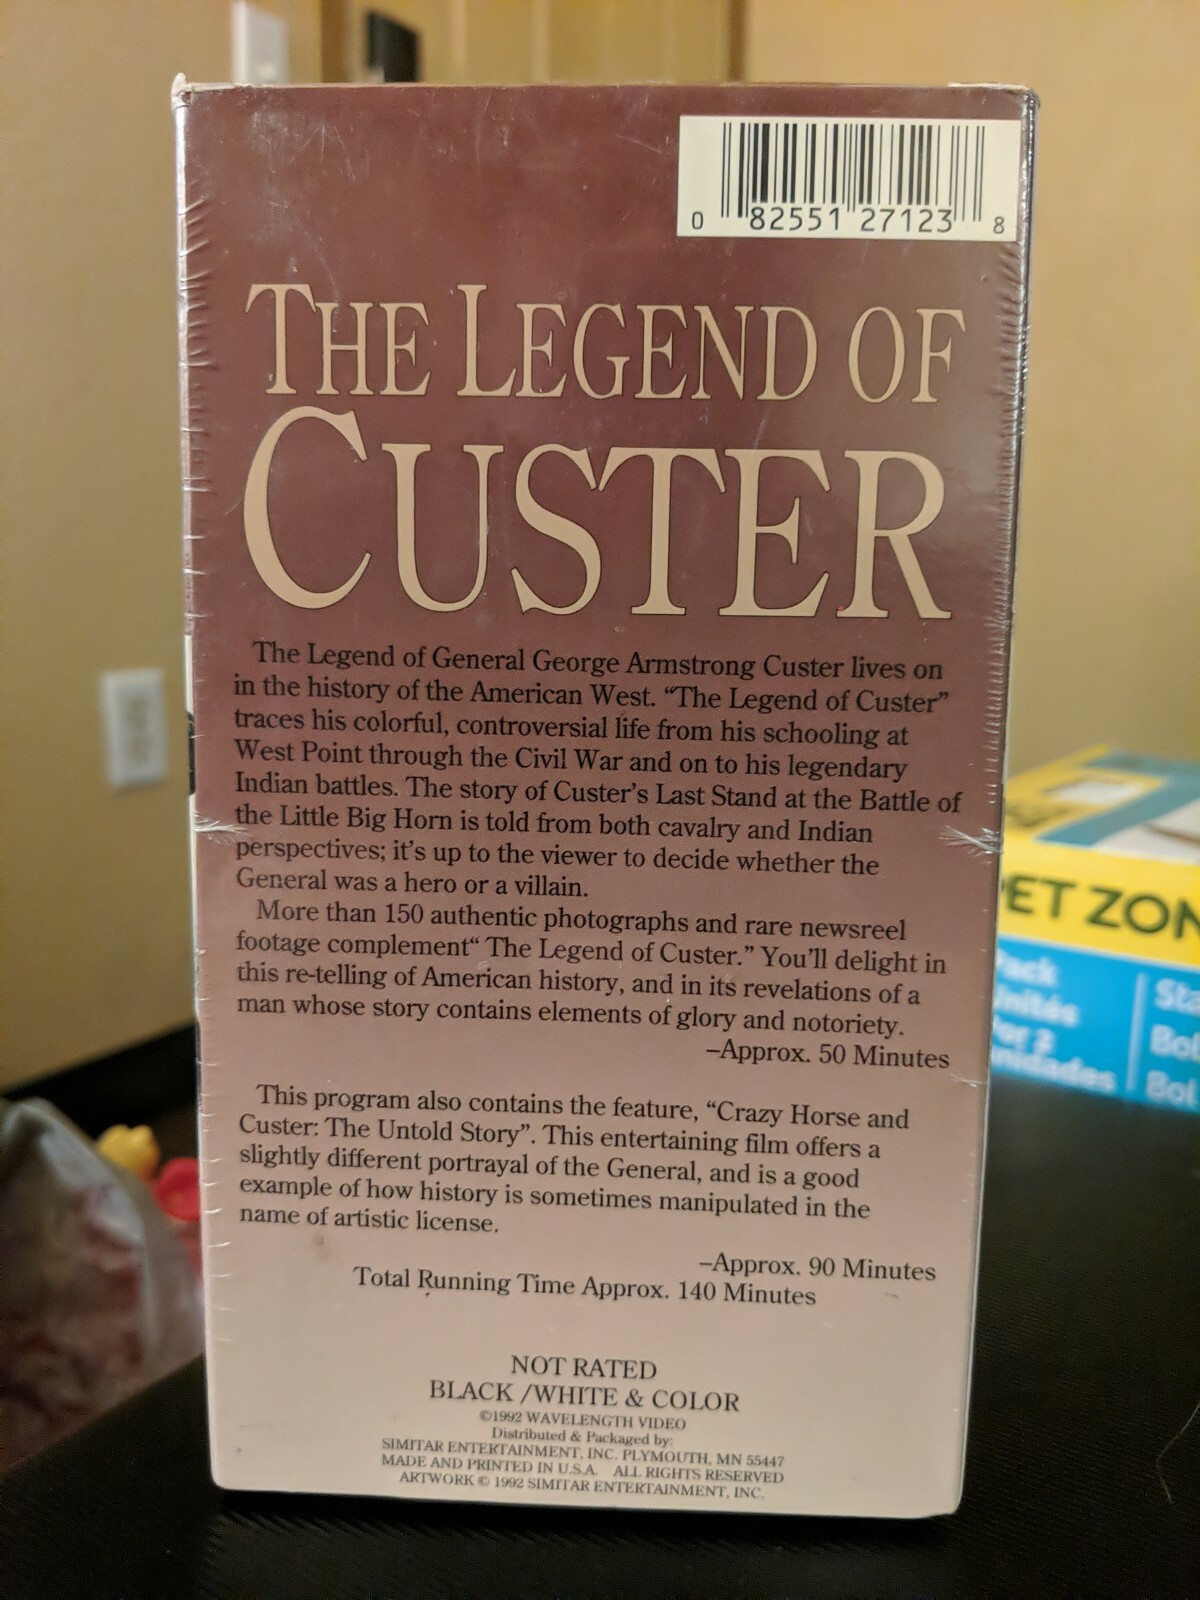 0 82551 27123 8
THE LEGEND OF
CUSTER
The Legend of General George Armstrong Custer lives on
in the history of the American West. “The Legend of Custer”
traces his colorful, controversial life from his schooling at
West Point through the Civil War and on to his legendary
Indian battles. The story of Custer's Last Stand at the Battle of
the Little Big Horn is told from both cavalry and Indian
perspectives; it's up to the viewer to decide whether the
General was a hero or a villain.
More than 150 authentic photographs and rare newsreel
footage complement“ The Legend of Custer.” You'll delight in
this re-telling of American history, and in its revelations of a
man whose story contains elements of glory and notoriety.
–Approx. 50 Minutes
This program also contains the feature, “Crazy Horse and
Custer: The Untold Story”. This entertaining film offers a
slightly different portrayal of the General, and is a good
example of how history is sometimes manipulated in the
name of artistic license.
–Approx. 90 Minutes
Total Running Time Approx. 140 Minutes
NOT RATED
BLACK /WHITE & COLOR
©1992 WAVELENGTH VIDEO
Distributed & Packaged by:
SIMITAR ENTERTAINMENT, INC. PLYMOUTH, MN 55447
MADE AND PRINTED IN U.S.A. ALL RIGHTS RESERVED
ARTWORK © 1992 SIMITAR ENTERTAINMENT, INC.
PET ZON
Pack
Unités
For 2
unidades
Sta
Bol
Bol